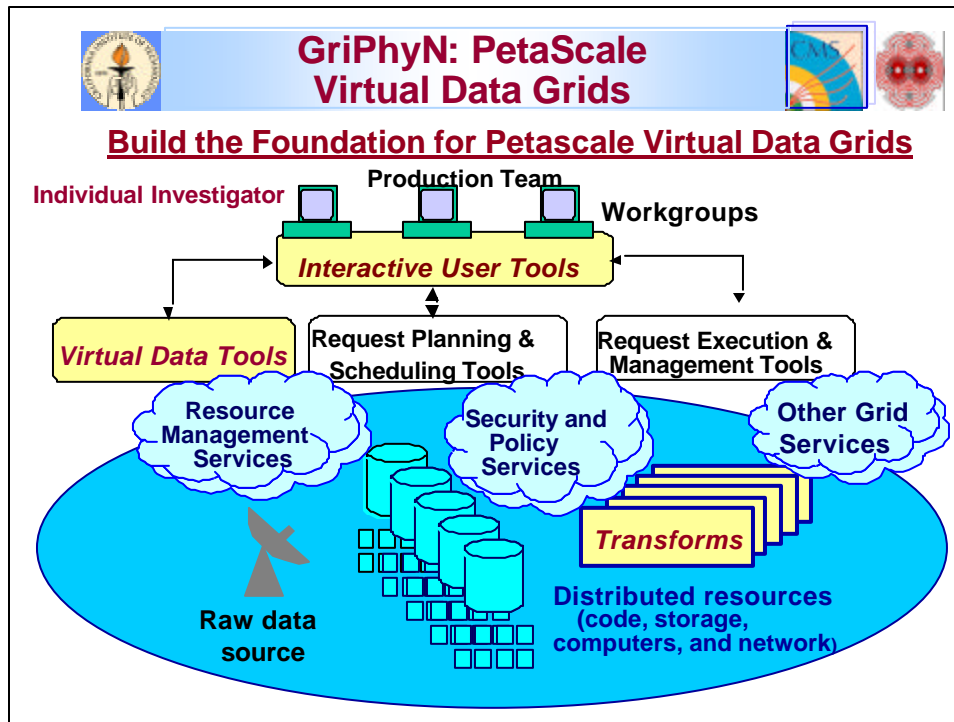 GriPhyN: PetaScale
Virtual Data Grids
CMS
Build the Foundation for Petascale Virtual Data Grids
Production Team
Individual Investigator
Workgroups
Interactive User Tools
Virtual Data Tools
Request Planning &
Scheduling Tools
Request Execution &
Management Tools
Resource
Management
Services
Security and
Policy
Services
Other Grid
Services
Transforms
Raw data
source
Distributed resources
(code, storage,
computers, and network)